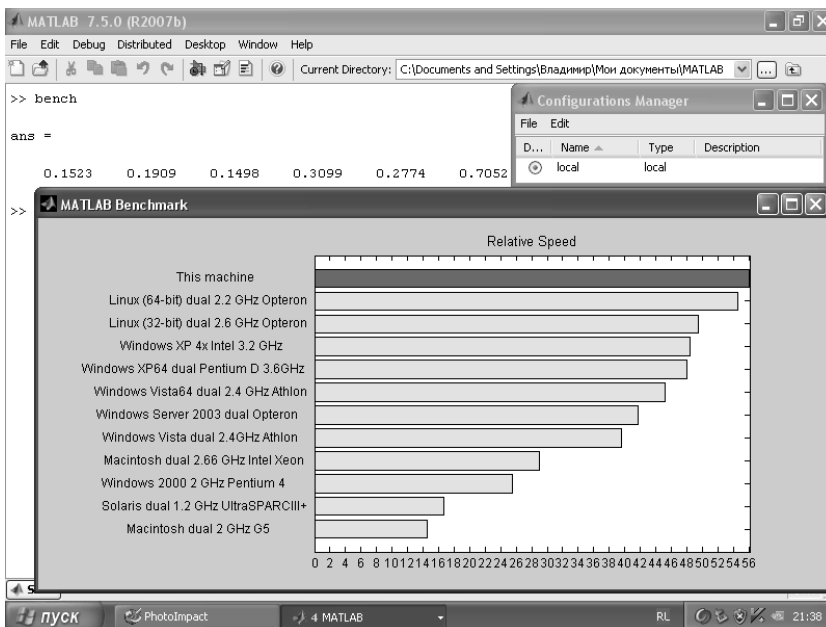 MATLAB 7.5.0 (R2007b)
File Edit Debug Distributed Desktop Window Help
Current Directory: C:\Documents and Settings\Владимир\Мои документы\MATLAB
>> bench
ans =
0.1523 0.1909 0.1498 0.3099 0.2774 0.7052
>>
Configurations Manager
File Edit
D... Name Type Description
local local
MATLAB Benchmark
Relative Speed
This machine
Linux (64-bit) dual 2.2 GHz Opteron
Linux (32-bit) dual 2.6 GHz Opteron
Windows XP 4x Intel 3.2 GHz
Windows XP64 dual Pentium D 3.6GHz
Windows Vista64 dual 2.4 GHz Athlon
Windows Server 2003 dual Opteron
Windows Vista dual 2.4GHz Athlon
Macintosh dual 2.66 GHz Intel Xeon
Windows 2000 2 GHz Pentium 4
Solaris dual 1.2 GHz UltraSPARCIII+
Macintosh dual 2 GHz G5
0 2 4 6 8 10 12 14 16 18 20 22 24 26 28 30 32 34 36 38 40 42 44 46 48 50 52 54 56
пуск PhotoImpact 4 MATLAB RL 21:38